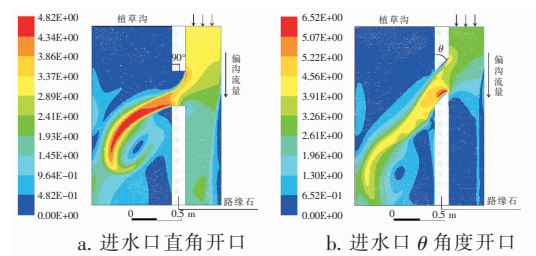 4.82E+00
4.34E+00
3.86E+00
3.37E+00
2.89E+00
2.41E+00
1.93E+00
1.45E+00
9.64E-01
4.82E-01
0.00E+00
植草沟
90°
偏沟流量
路缘石
0 0.5 m
a. 进水口直角开口
6.52E+00
5.07E+00
5.22E+00
4.56E+00
3.91E+00
3.26E+00
2.61E+00
1.96E+00
1.30E+00
6.52E-01
0.00E+00
植草沟
θ
偏沟流量
路缘石
0 0.5 m
b. 进水口 θ 角度开口